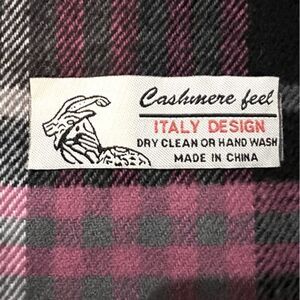 Cashmere feel
ITALY DESIGN
DRY CLEAN OR HAND WASH
MADE IN CHINA